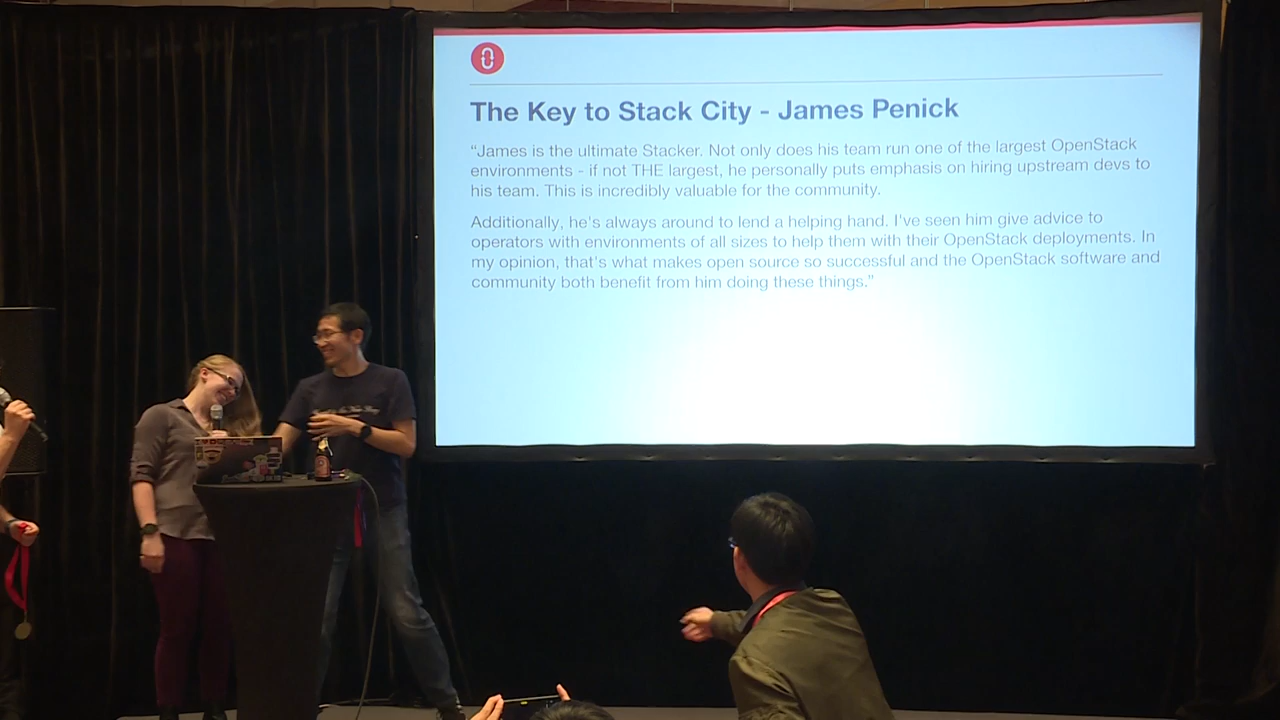 The Key to Stack City - James Penick
“James is the ultimate Stacker. Not only does his team run one of the largest OpenStack
environments - if not THE largest, he personally puts emphasis on hiring upstream devs to
his team. This is incredibly valuable for the community.
Additionally, he's always around to lend a helping hand. I've seen him give advice to
operators with environments of all sizes to help them with their OpenStack deployments. In
my opinion, that's what makes open source so successful and the OpenStack software and
community both benefit from him doing these things.”